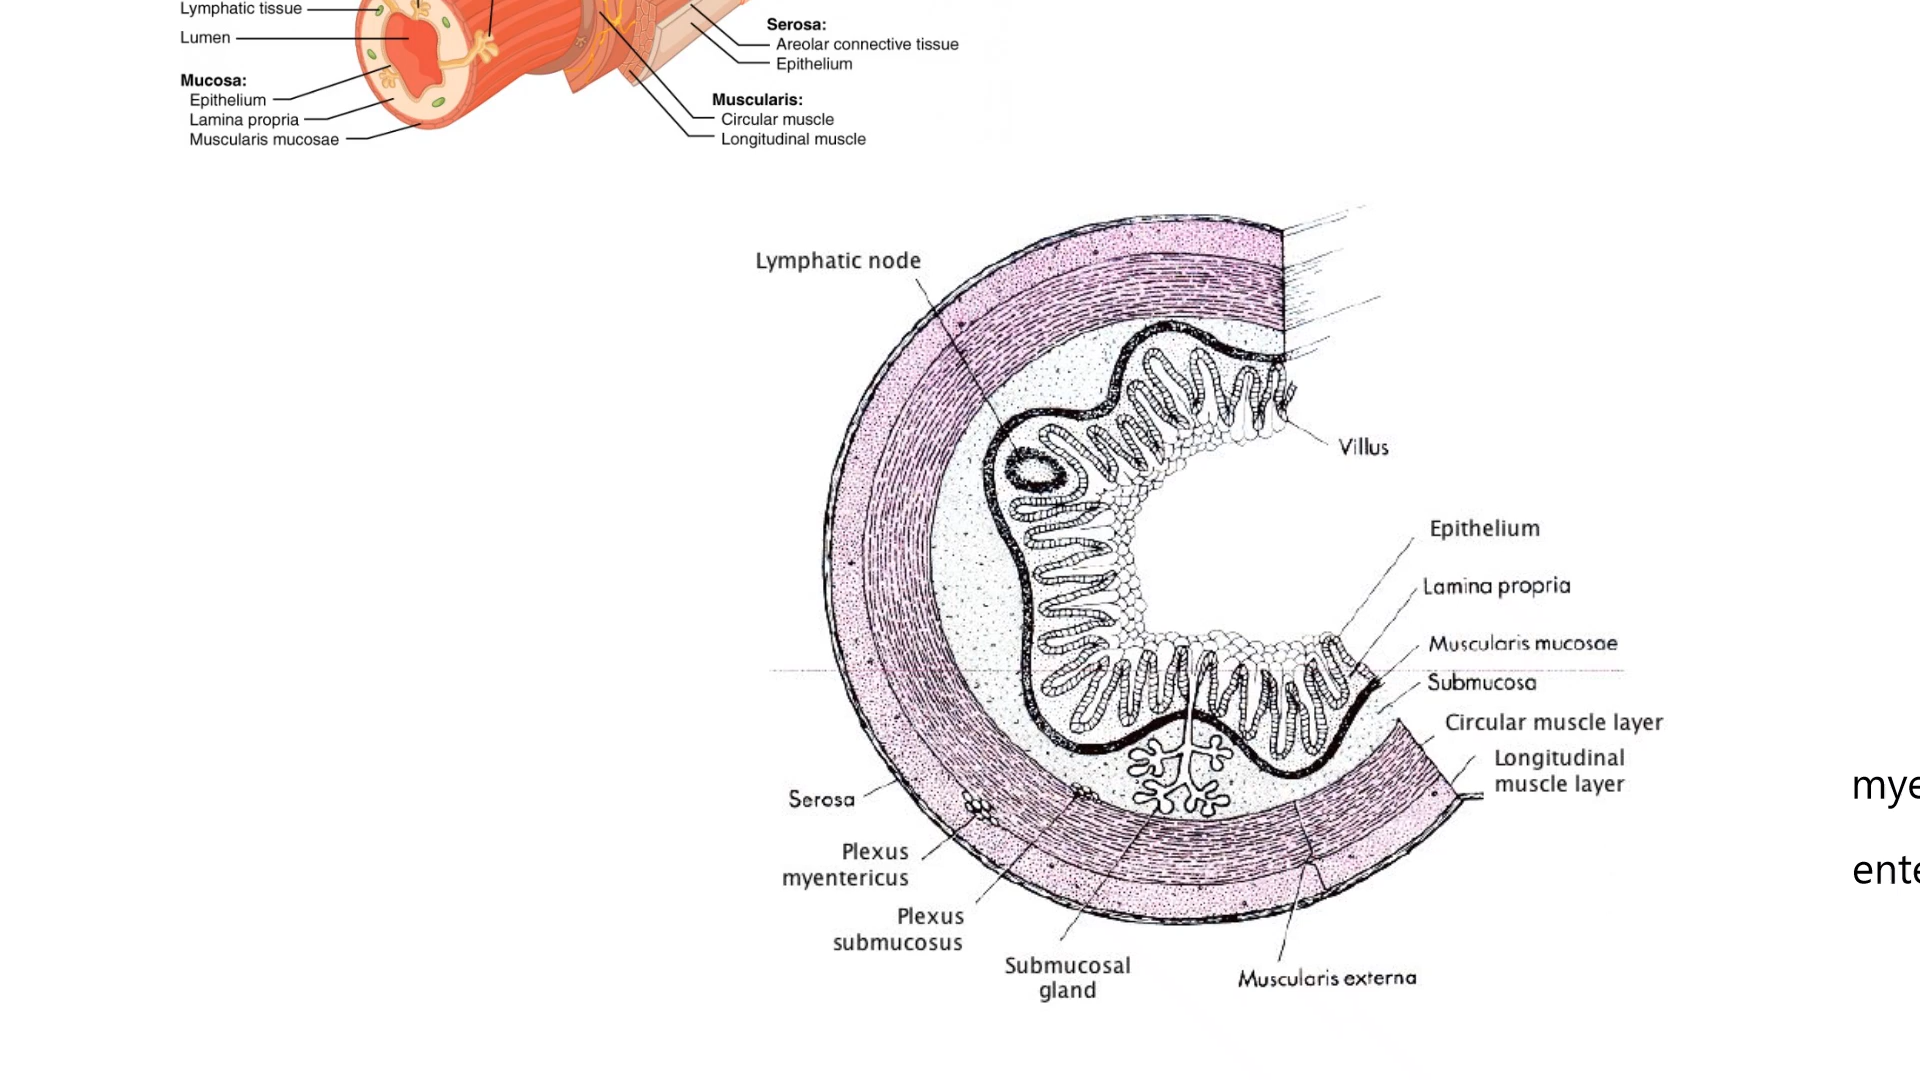 Lymphatic tissue
Lumen
Mucosa:
Epithelium
Lamina propria
Muscularis mucosae
Serosa:
Areolar connective tissue
Epithelium
Muscularis:
Circular muscle
Longitudinal muscle
Lymphatic node
Villus
Epithelium
Lamina propria
Muscularis mucosae
Submucosa
Circular muscle layer
Longitudinal
muscle layer
Serosa
Plexus
myentericus
Plexus
submucosus
Submucosal
gland
Muscularis externa